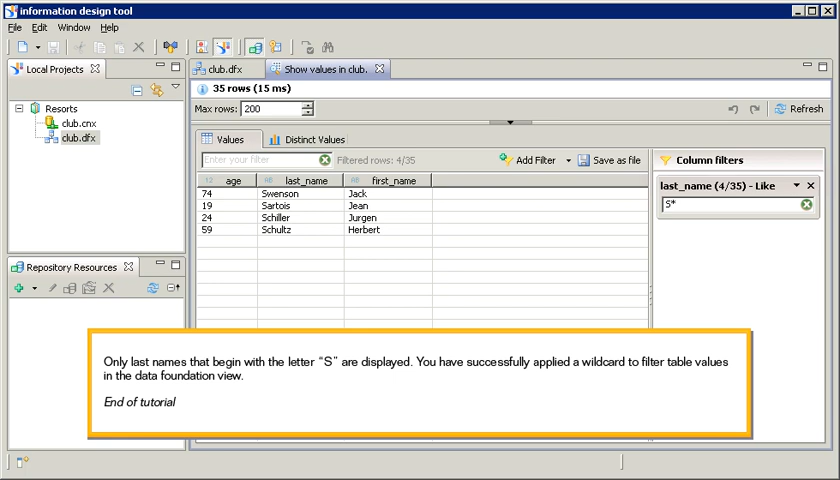 information design tool
File Edit Window Help
Local Projects
club.dfx
Show values in club.
35 rows (15 ms)
Max rows: 200
Refresh
Resorts
club.cnx
club.dfx
Values
Distinct Values
Enter your filter
Filtered rows: 4/35
Add Filter
Save as file
Column filters
age last_name first_name
last_name (4/35) - Like
S*
74 Swenson Jack
19 Sartois Jean
24 Schiller Jurgen
59 Schultz Herbert
Repository Resources
Only last names that begin with the letter “S” are displayed. You have successfully applied a wildcard to filter table values
in the data foundation view.
End of tutorial